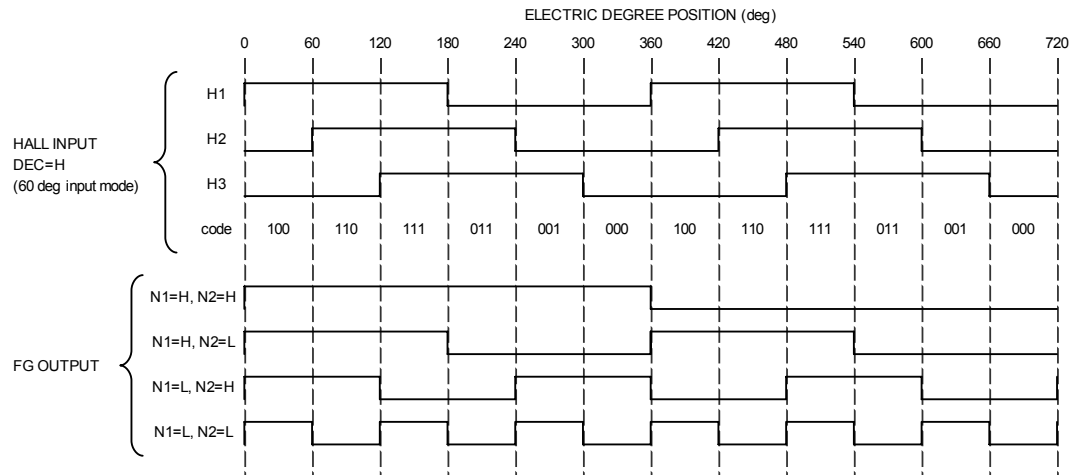 ELECTRIC DEGREE POSITION (deg)
0 60 120 180 240 300 360 420 480 540 600 660 720
H1
H2
H3
HALL INPUT
DEC=H
(60 deg input mode)
code 100 110 111 011 001 000 100 110 111 011 001 000
N1=H, N2=H
N1=H, N2=L
N1=L, N2=H
N1=L, N2=L
FG OUTPUT